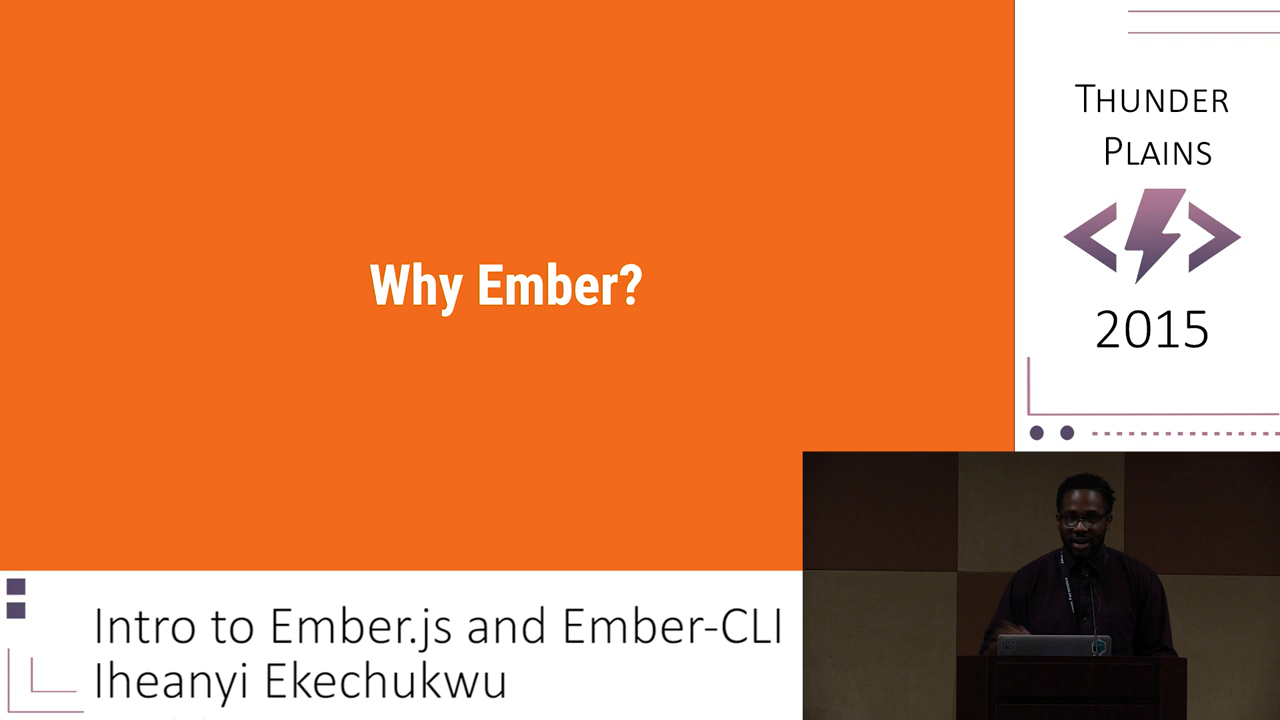 Why Ember?
THUNDER
PLAINS
2015
Intro to Ember.js and Ember-CLI
Iheanyi Ekechukwu